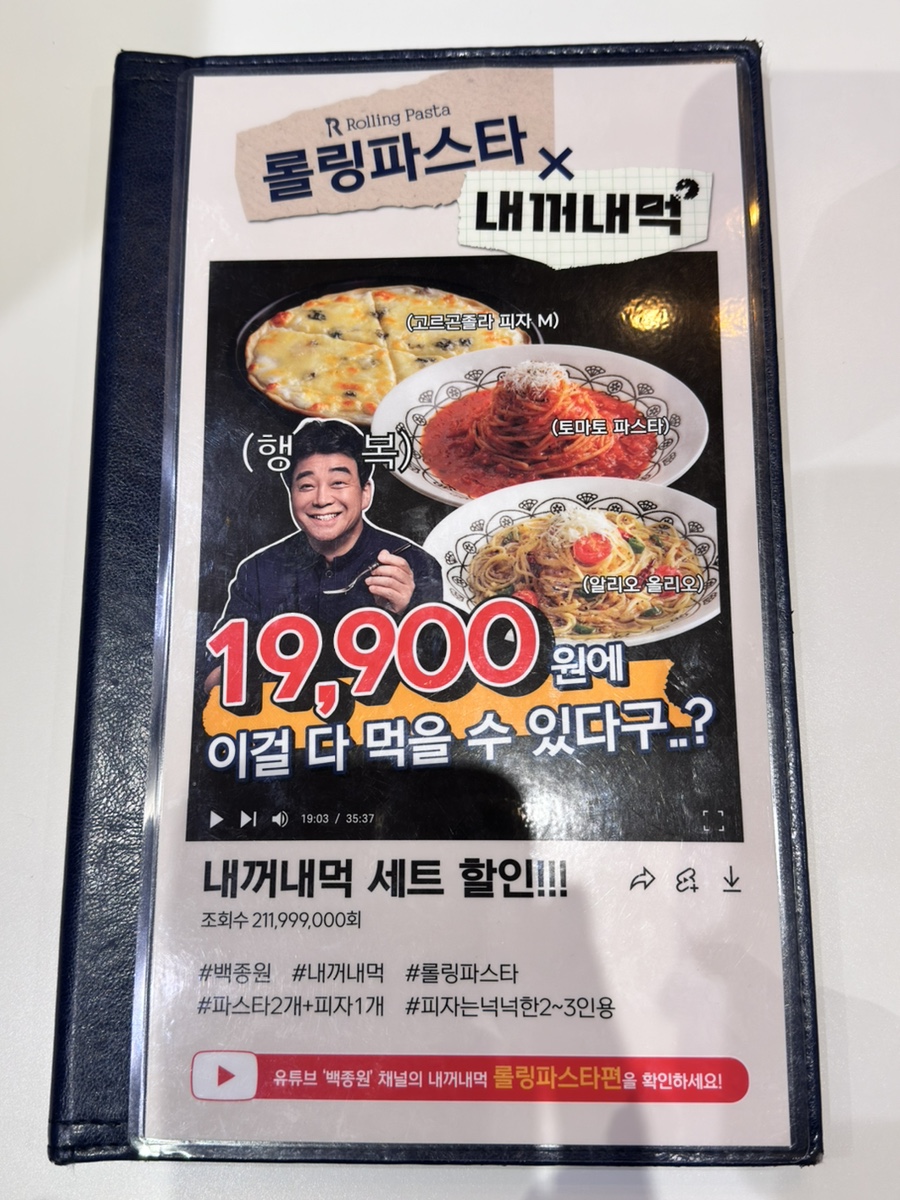 R Rolling Pasta
롤링파스타 ×
내꺼내먹
(고르곤졸라 피자 M)
(토마토 파스타)
(행 복)
(알리오 올리오)
19,900 원에
이걸 다 먹을 수 있다구..?
19:03 / 35:37
내꺼내먹 세트 할인!!!
조회수 211,999,000회
#백종원 #내꺼내먹 #롤링파스타
#파스타2개+피자1개 #피자는넉넉한2~3인용
유튜브 '백종원' 채널의 내꺼내먹 롤링파스타편을 확인하세요!